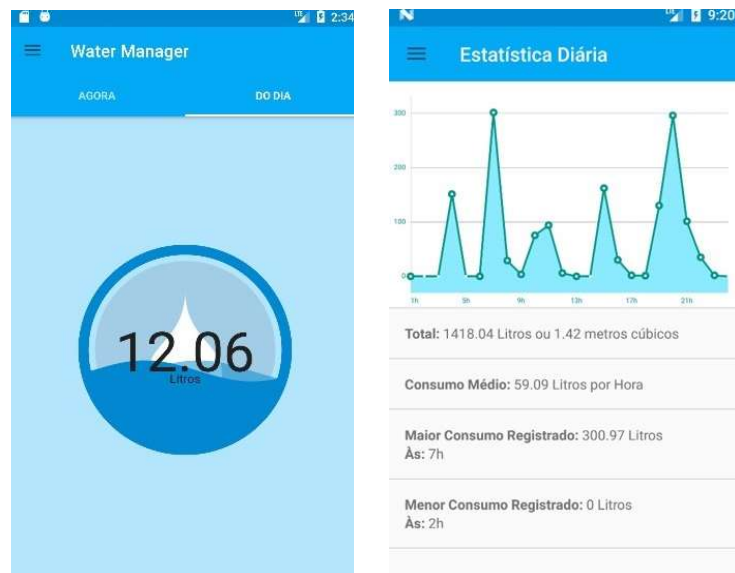 2:34
Water Manager
AGORA
DO DIA
12.06
Litros
9:20
Estatística Diária
300
200
100
0
1h
5h
9h
13h
17h
21h
Total: 1418.04 Litros ou 1.42 metros cúbicos
Consumo Médio: 59.09 Litros por Hora
Maior Consumo Registrado: 300.97 Litros
Às: 7h
Menor Consumo Registrado: 0 Litros
Às: 2h